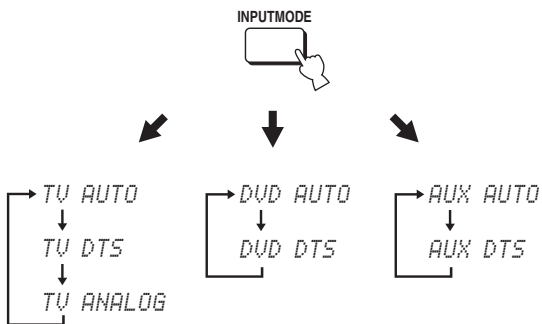 INPUTMODE
TV AUTO
TV DTS
TV ANALOG
DVD AUTO
DVD DTS
AUX AUTO
AUX DTS